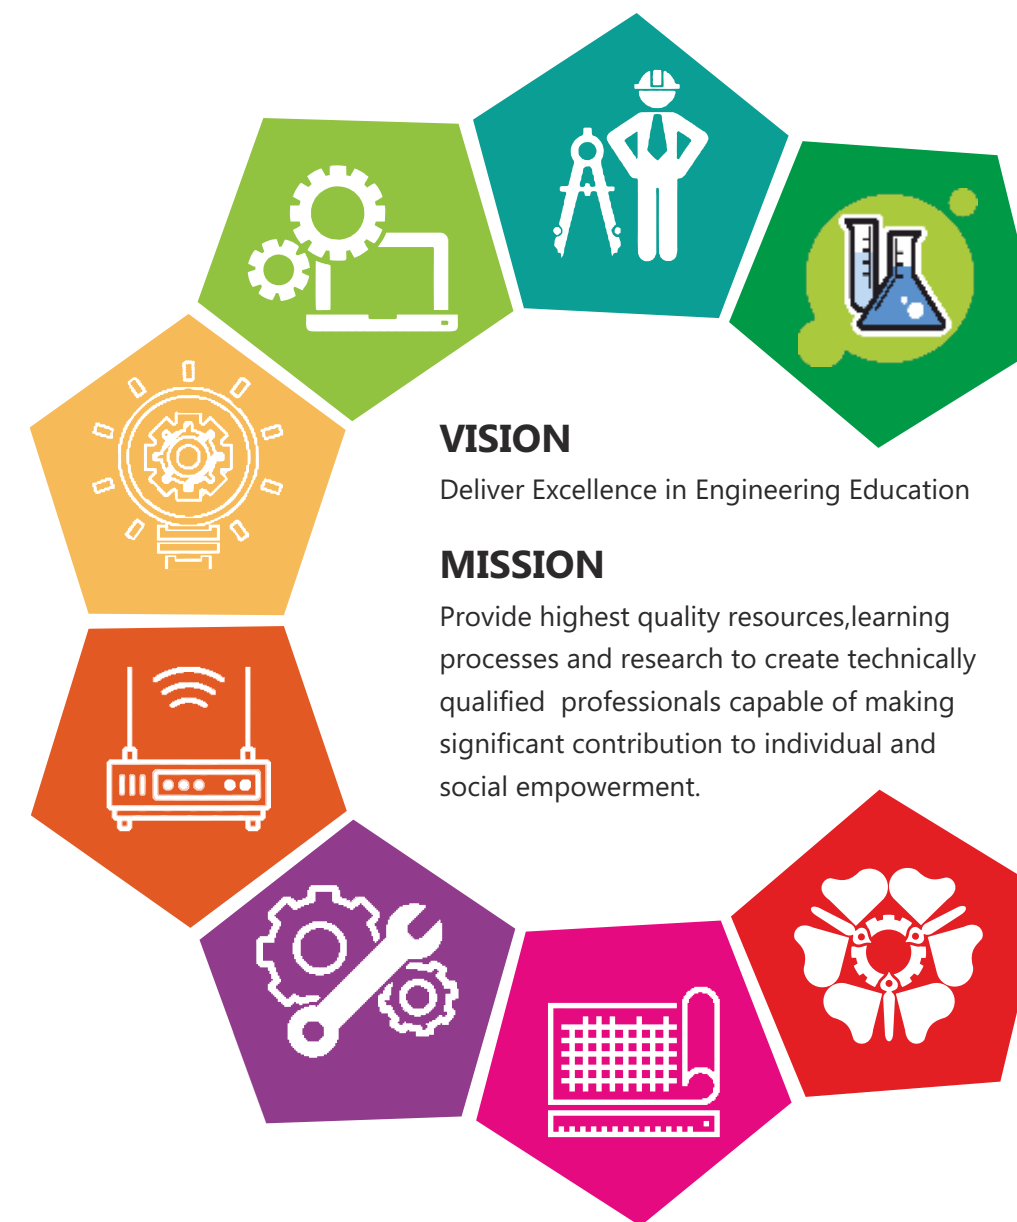 VISION
Deliver Excellence in Engineering Education
MISSION
Provide highest quality resources,learning
processes and research to create technically
qualified  professionals capable of making
significant contribution to individual and
social empowerment.